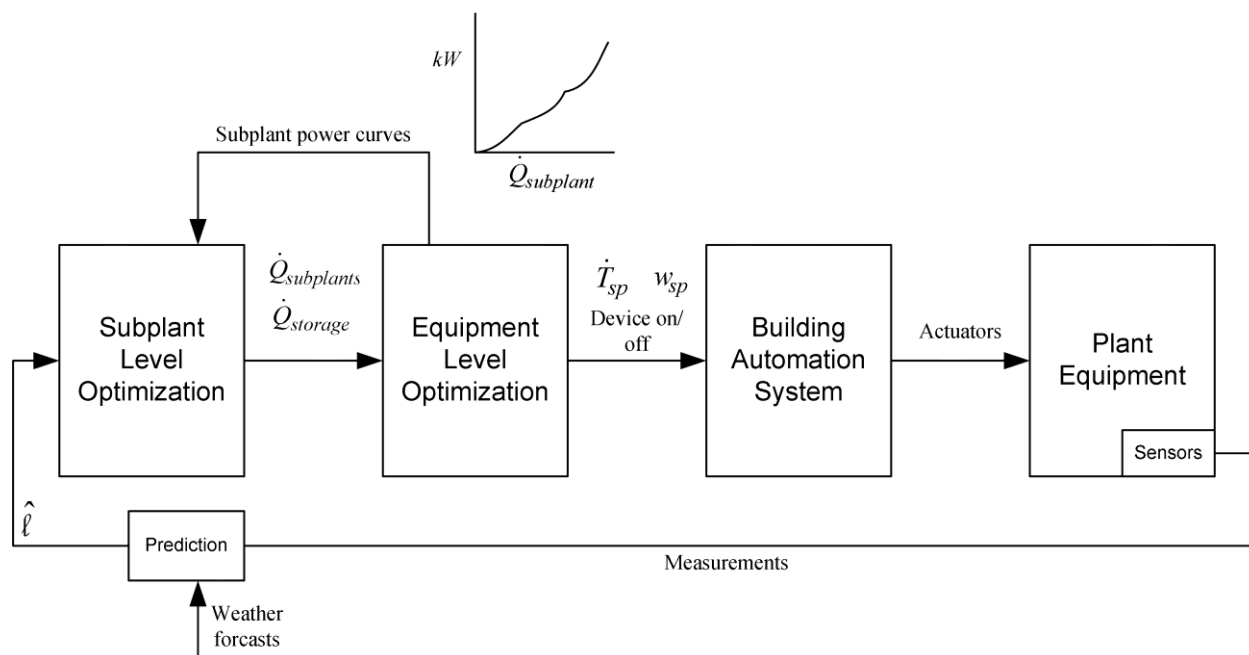 kW
Q̇subplant
Subplant power curves
Subplant
Level
Optimization
Q̇subplants
Q̇storage
Equipment
Level
Optimization
Ṫsp wsp
Device on/
off
Building
Automation
System
Actuators
Plant
Equipment
Sensors
ℓ̂
Prediction
Measurements
Weather
forcasts